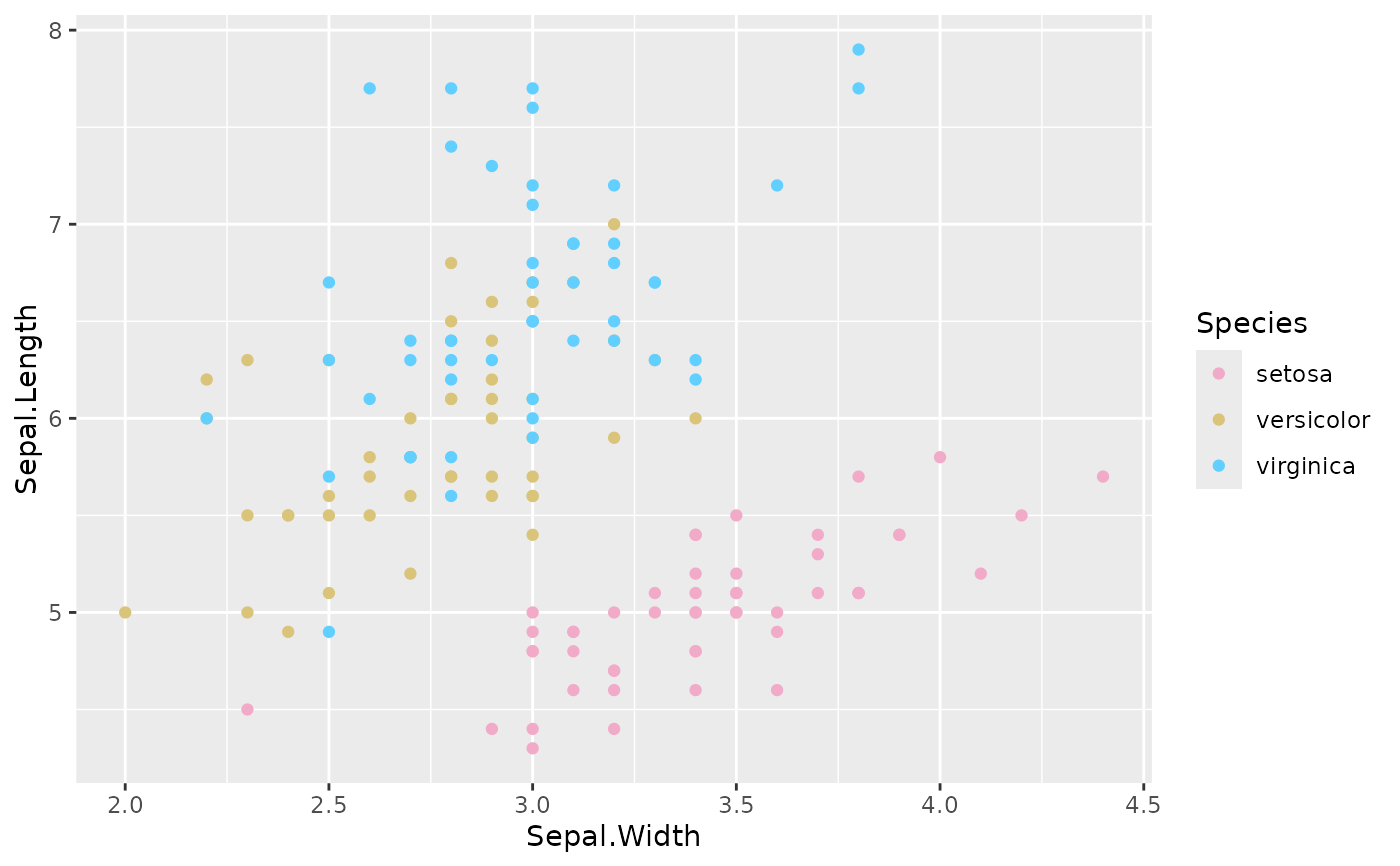 8
7
6
5
Sepal.Length
2.0 2.5 3.0 3.5 4.0 4.5
Sepal.Width
Species
setosa
versicolor
virginica